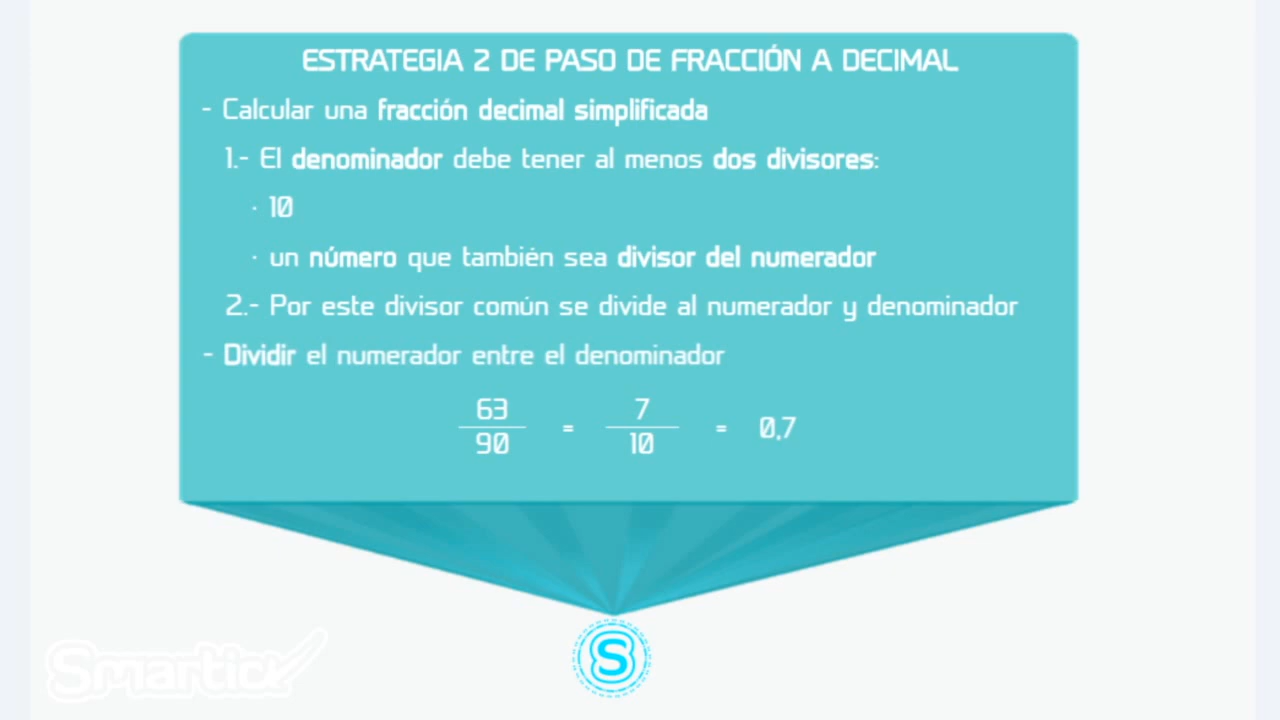 ESTRATEGIA 2 DE PASO DE FRACCIÓN A DECIMAL
- Calcular una fracción decimal simplificada
1.- El denominador debe tener al menos dos divisores:
· 10
· un número que también sea divisor del numerador
2.- Por este divisor común se divide al numerador y denominador
- Dividir el numerador entre el denominador
63 7
— = — = 0,7
90 10
S
Smartick